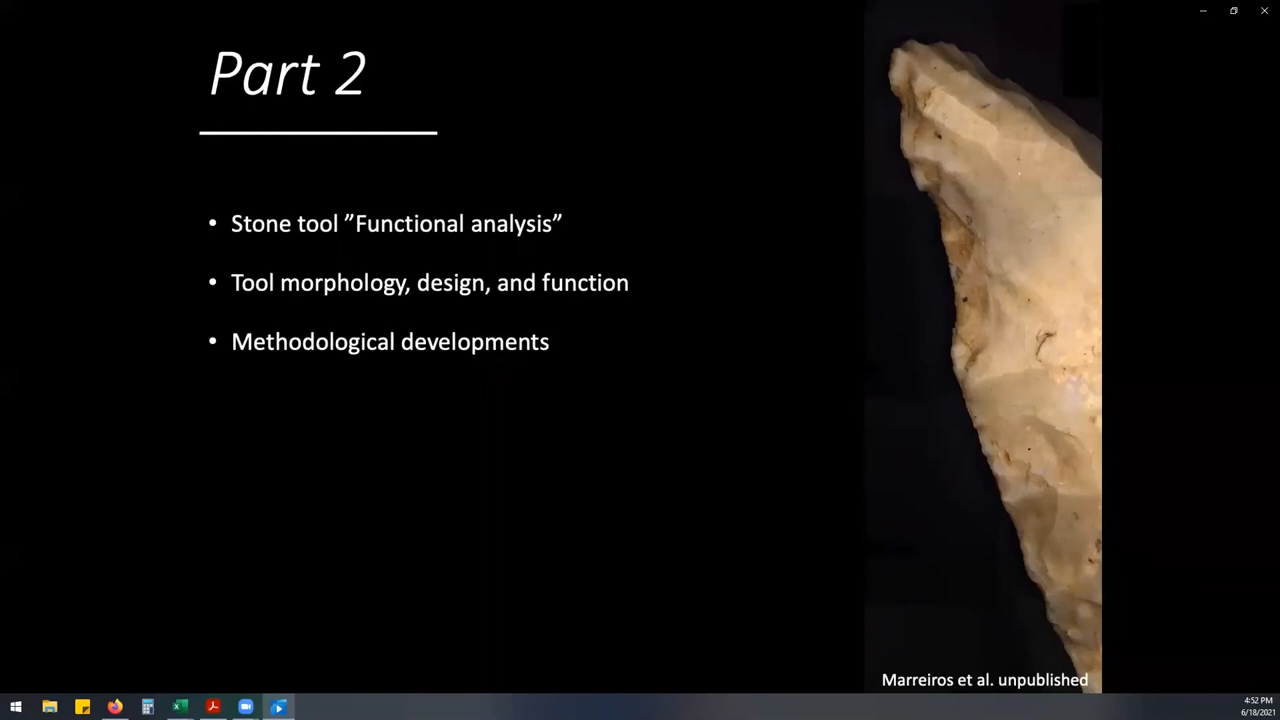 Part 2
• Stone tool ”Functional analysis”
• Tool morphology, design, and function
• Methodological developments
Marreiros et al. unpublished
4:52 PM
6/18/2021